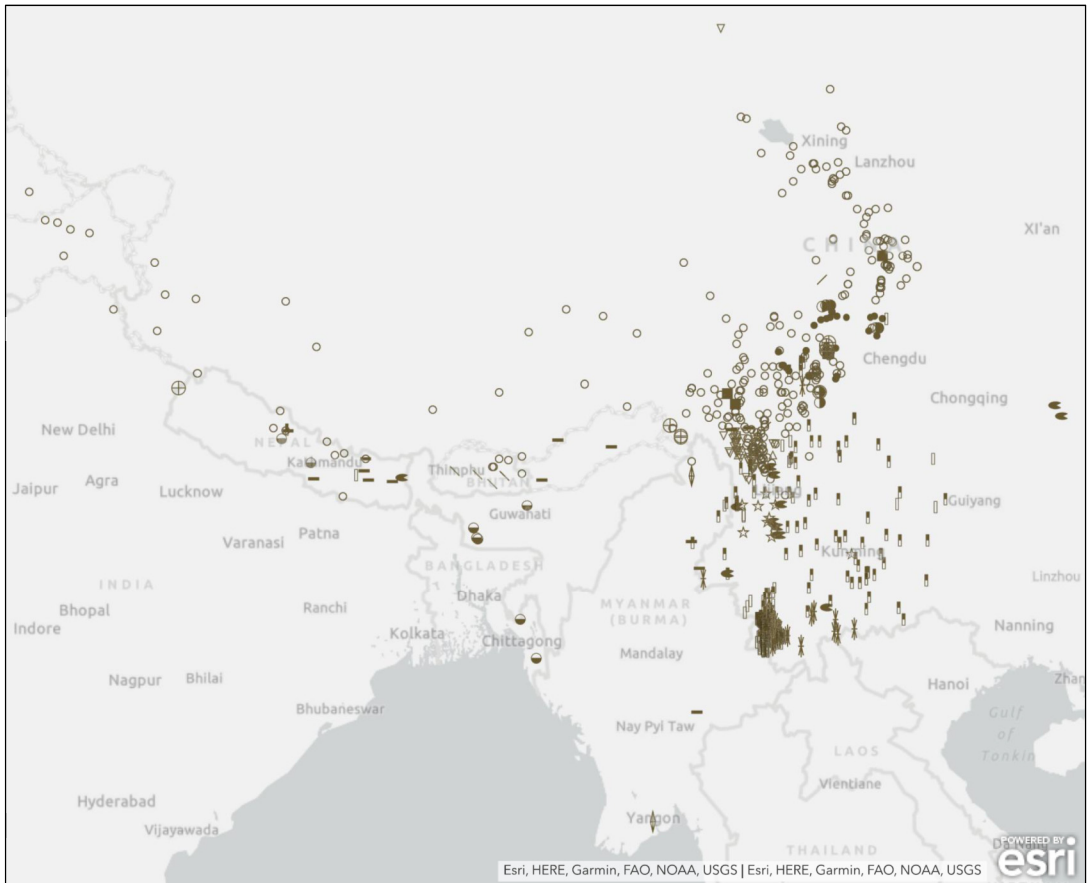 Xining
Lanzhou
XI'an
CHINA
Chengdu
Chongqing
New Delhi
NEPAL
Kathmandu
Thimphu
BHUTAN
Jaipur
Agra
Lucknow
Guwahati
Guiyang
Patna
Varanasi
Kunming
BANGLADESH
INDIA
Linzhou
Dhaka
Bhopal
Ranchi
MYANMAR
(BURMA)
Indore
Kolkata
Chittagong
Nanning
Mandalay
Nagpur
Bhilai
Hanoi
Zhan
Bhubaneswar
Gulf
of
Tonkin
Nay Pyi Taw
LAOS
Vientiane
Hyderabad
Yangon
Vijayawada
THAILAND
Da Nang
POWERED BY
esri
Esri, HERE, Garmin, FAO, NOAA, USGS | Esri, HERE, Garmin, FAO, NOAA, USGS